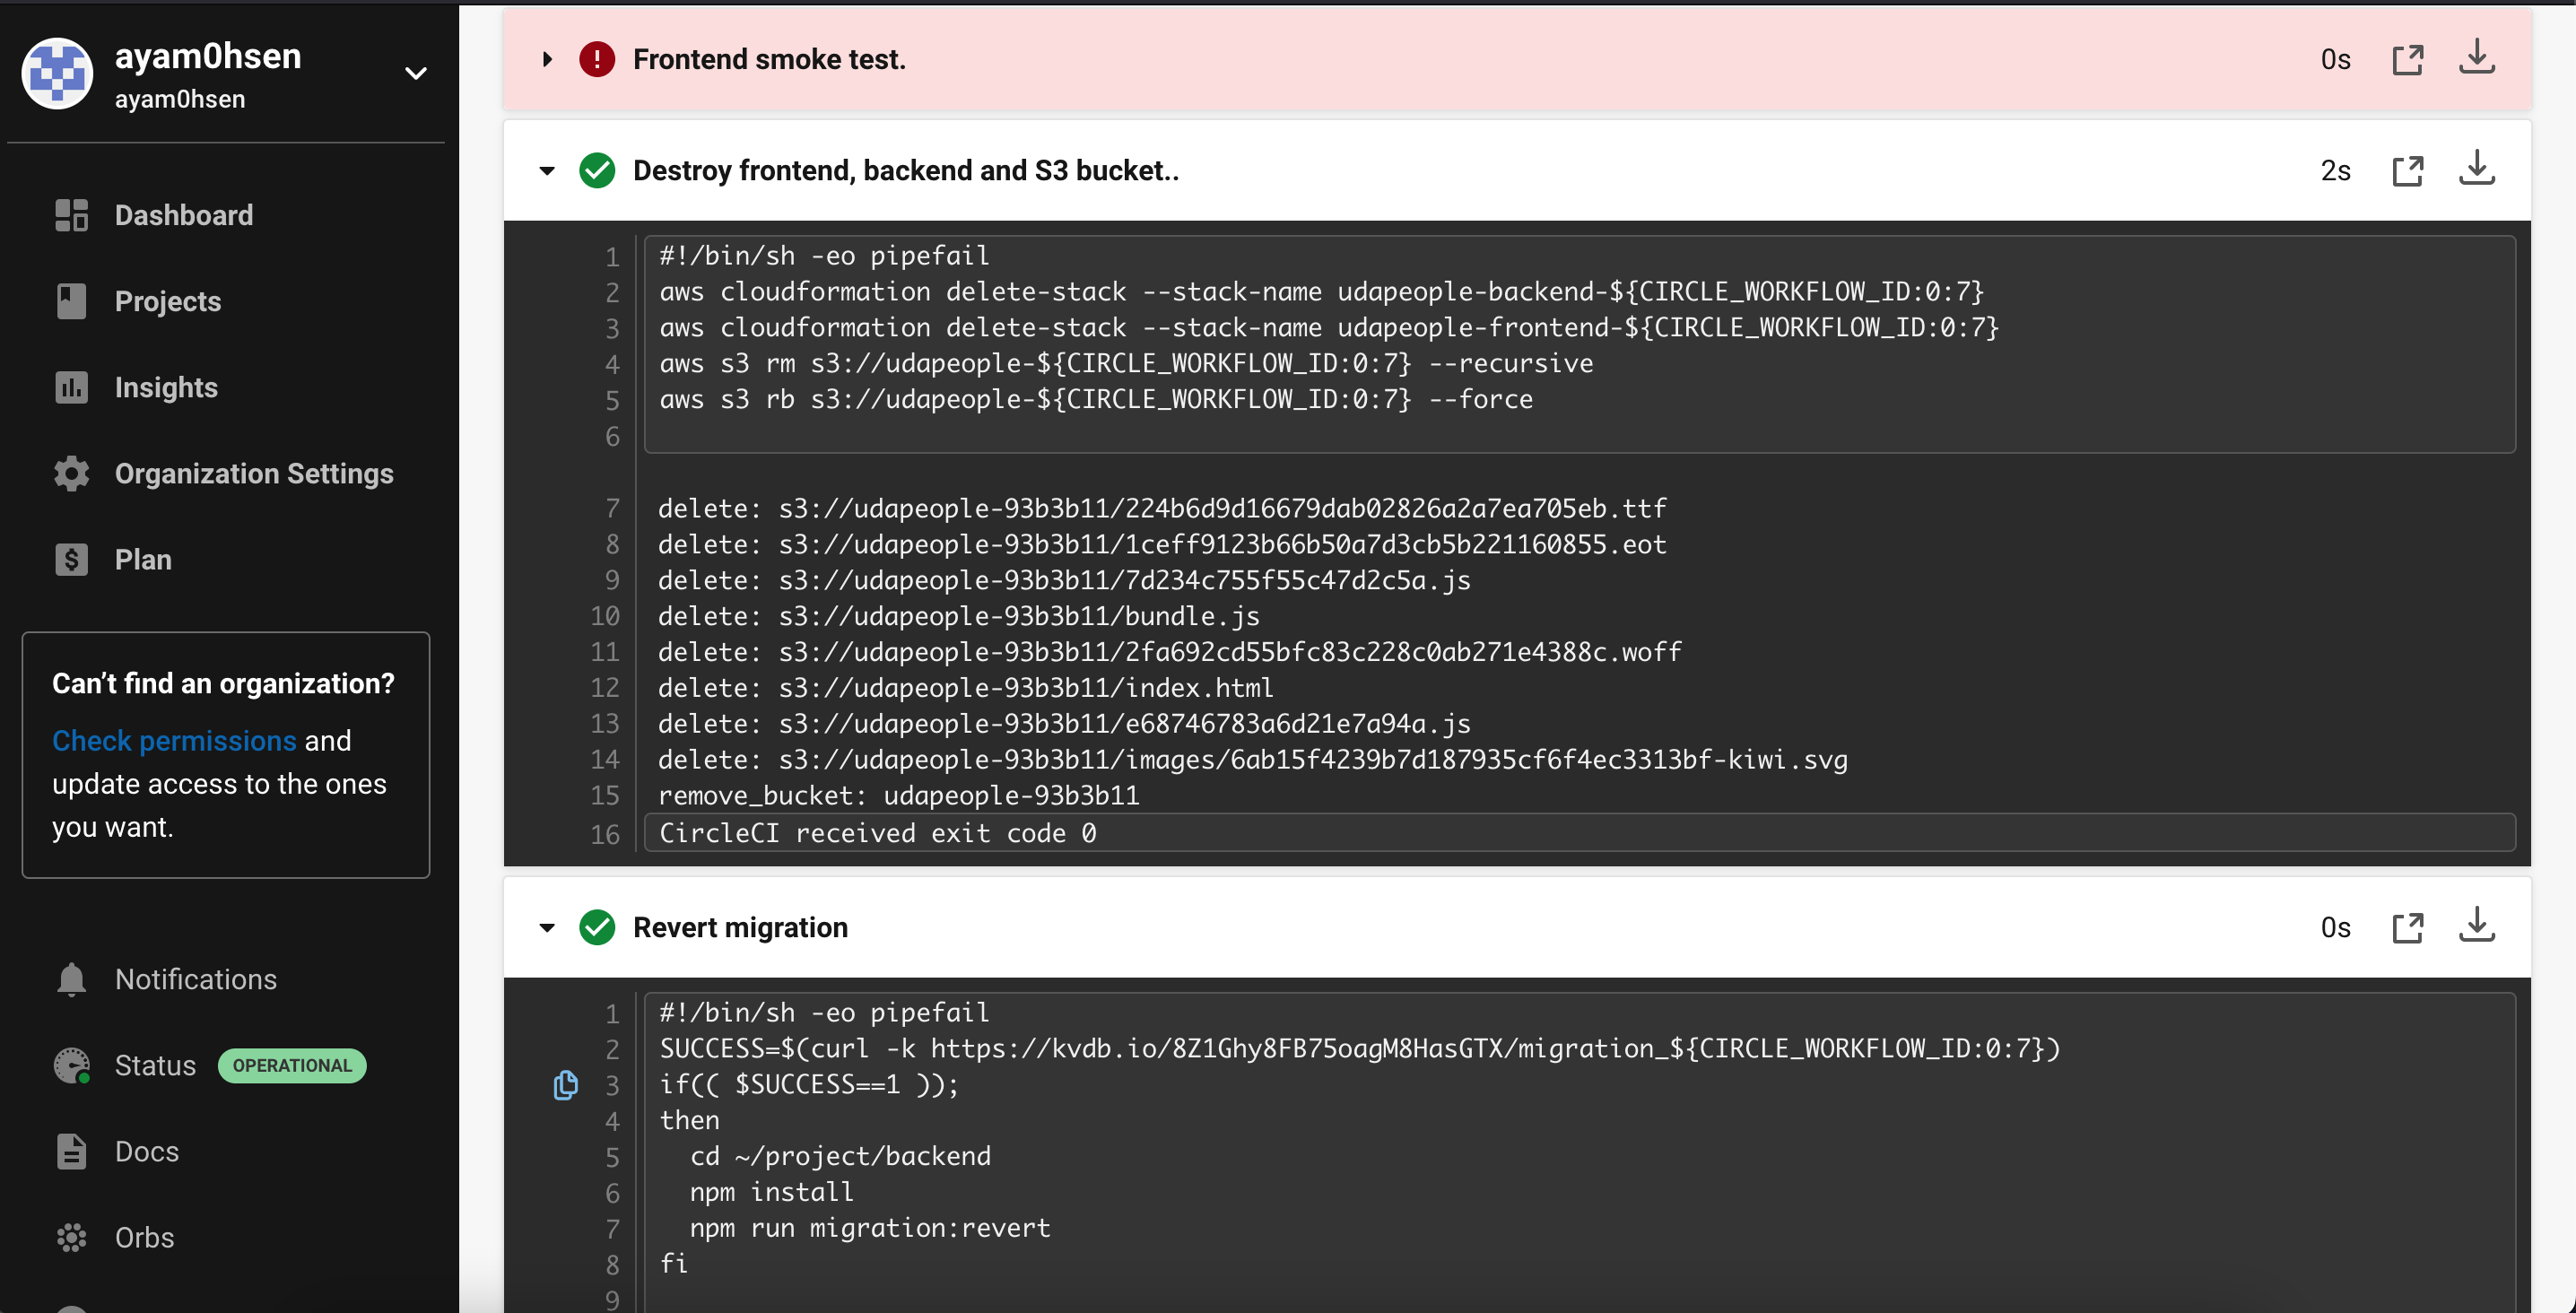 ayam0hsen
ayam0hsen
Dashboard
Projects
Insights
Organization Settings
Plan
Can’t find an organization?
Check permissions and
update access to the ones
you want.
Notifications
Status OPERATIONAL
Docs
Orbs
Frontend smoke test. 0s
Destroy frontend, backend and S3 bucket.. 2s
1 #!/bin/sh -eo pipefail
2 aws cloudformation delete-stack --stack-name udapeople-backend-${CIRCLE_WORKFLOW_ID:0:7}
3 aws cloudformation delete-stack --stack-name udapeople-frontend-${CIRCLE_WORKFLOW_ID:0:7}
4 aws s3 rm s3://udapeople-${CIRCLE_WORKFLOW_ID:0:7} --recursive
5 aws s3 rb s3://udapeople-${CIRCLE_WORKFLOW_ID:0:7} --force
6
7 delete: s3://udapeople-93b3b11/224b6d9d16679dab02826a2a7ea705eb.ttf
8 delete: s3://udapeople-93b3b11/1ceff9123b66b50a7d3cb5b221160855.eot
9 delete: s3://udapeople-93b3b11/7d234c755f55c47d2c5a.js
10 delete: s3://udapeople-93b3b11/bundle.js
11 delete: s3://udapeople-93b3b11/2fa692cd55bfc83c228c0ab271e4388c.woff
12 delete: s3://udapeople-93b3b11/index.html
13 delete: s3://udapeople-93b3b11/e68746783a6d21e7a94a.js
14 delete: s3://udapeople-93b3b11/images/6ab15f4239b7d187935cf6f4ec3313bf-kiwi.svg
15 remove_bucket: udapeople-93b3b11
16 CircleCI received exit code 0
Revert migration 0s
1 #!/bin/sh -eo pipefail
2 SUCCESS=$(curl -k https://kvdb.io/8Z1Ghy8FB75oagM8HasGTX/migration_${CIRCLE_WORKFLOW_ID:0:7})
3 if(( $SUCCESS==1 ));
4 then
5 cd ~/project/backend
6 npm install
7 npm run migration:revert
8 fi
9